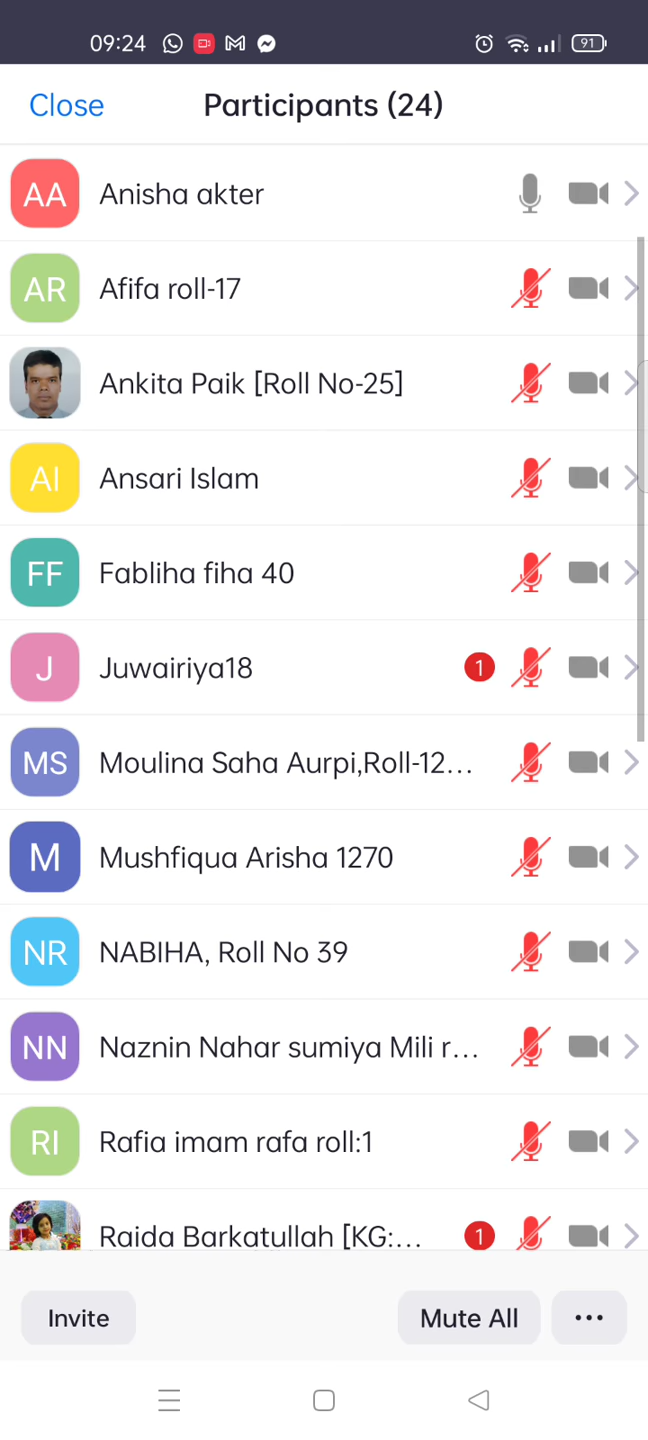 09:24
91
Close
Participants (24)
AA Anisha akter
AR Afifa roll-17
Ankita Paik [Roll No-25]
AI Ansari Islam
FF Fabliha fiha 40
J Juwairiya18 1
MS Moulina Saha Aurpi,Roll-12...
M Mushfiqua Arisha 1270
NR NABIHA, Roll No 39
NN Naznin Nahar sumiya Mili r...
RI Rafia imam rafa roll:1
Raida Barkatullah [KG:... 1
Invite
Mute All
...